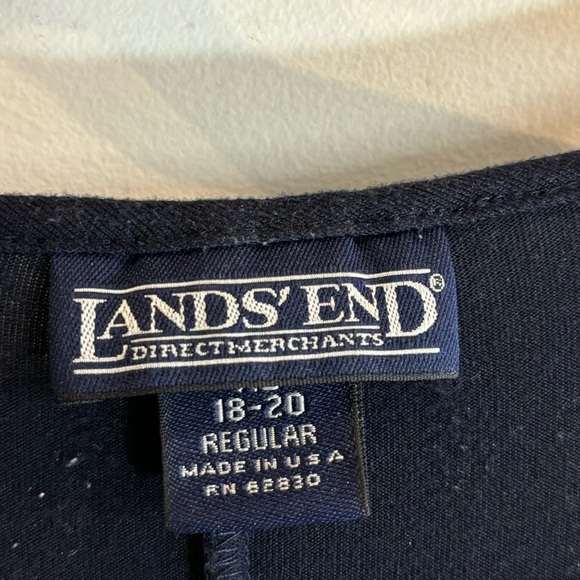 LANDS' END®
DIRECT MERCHANTS
18-20
REGULAR
MADE IN U S A
RN 62830